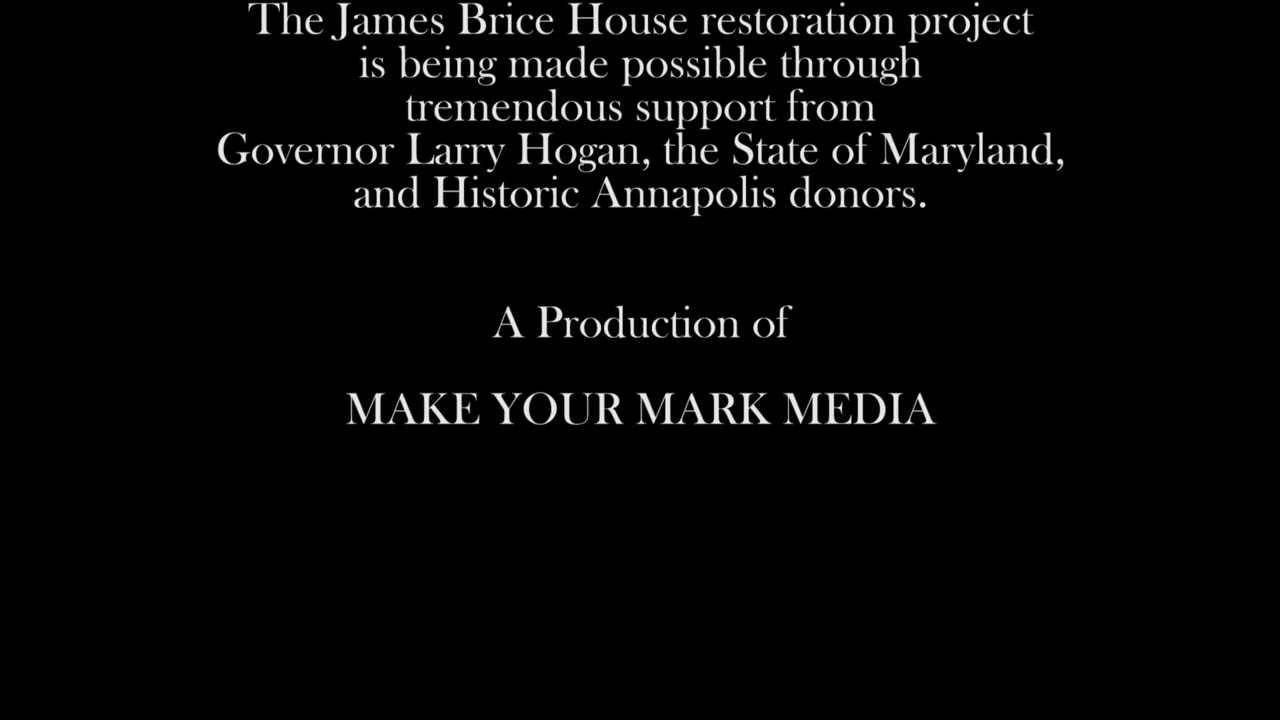 The James Brice House restoration project
is being made possible through
tremendous support from
Governor Larry Hogan, the State of Maryland,
and Historic Annapolis donors.
A Production of
MAKE YOUR MARK MEDIA